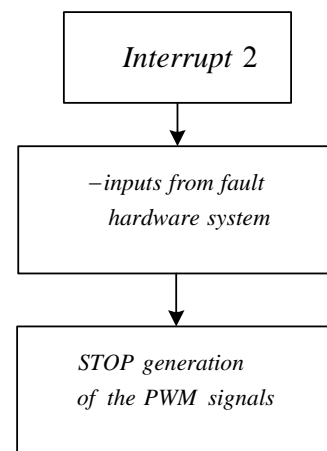 Interrupt 2
−inputs from fault
hardware system
STOP generation
of the PWM signals